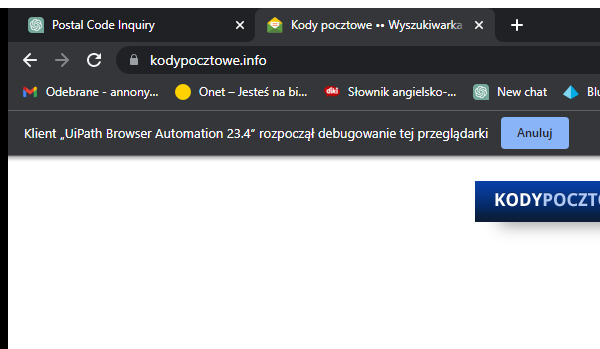 Postal Code Inquiry
Kody pocztowe •• Wyszukiwarka
kodypocztowe.info
Odebrane - annony...
Onet – Jesteś na bi...
diki
Słownik angielsko-...
New chat
Blu
Klient „UiPath Browser Automation 23.4” rozpoczął debugowanie tej przeglądarki
Anuluj
KODYPOCZTO